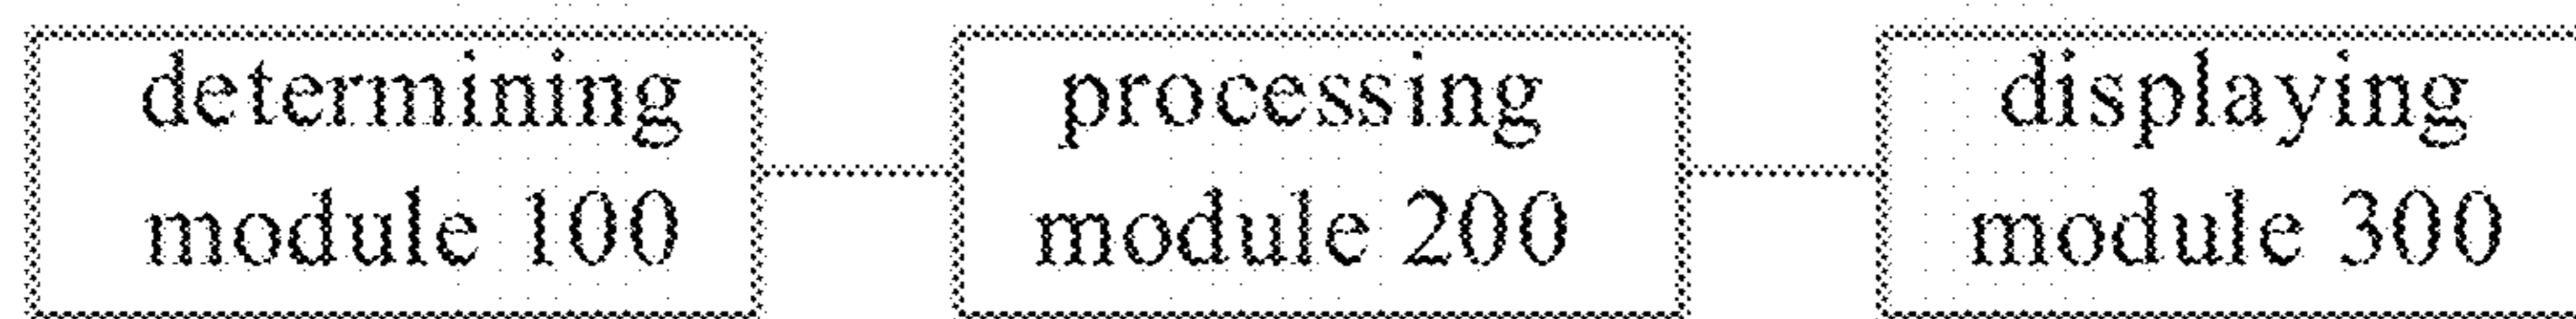 determining
module 100
processing
module 200
displaying
module 300